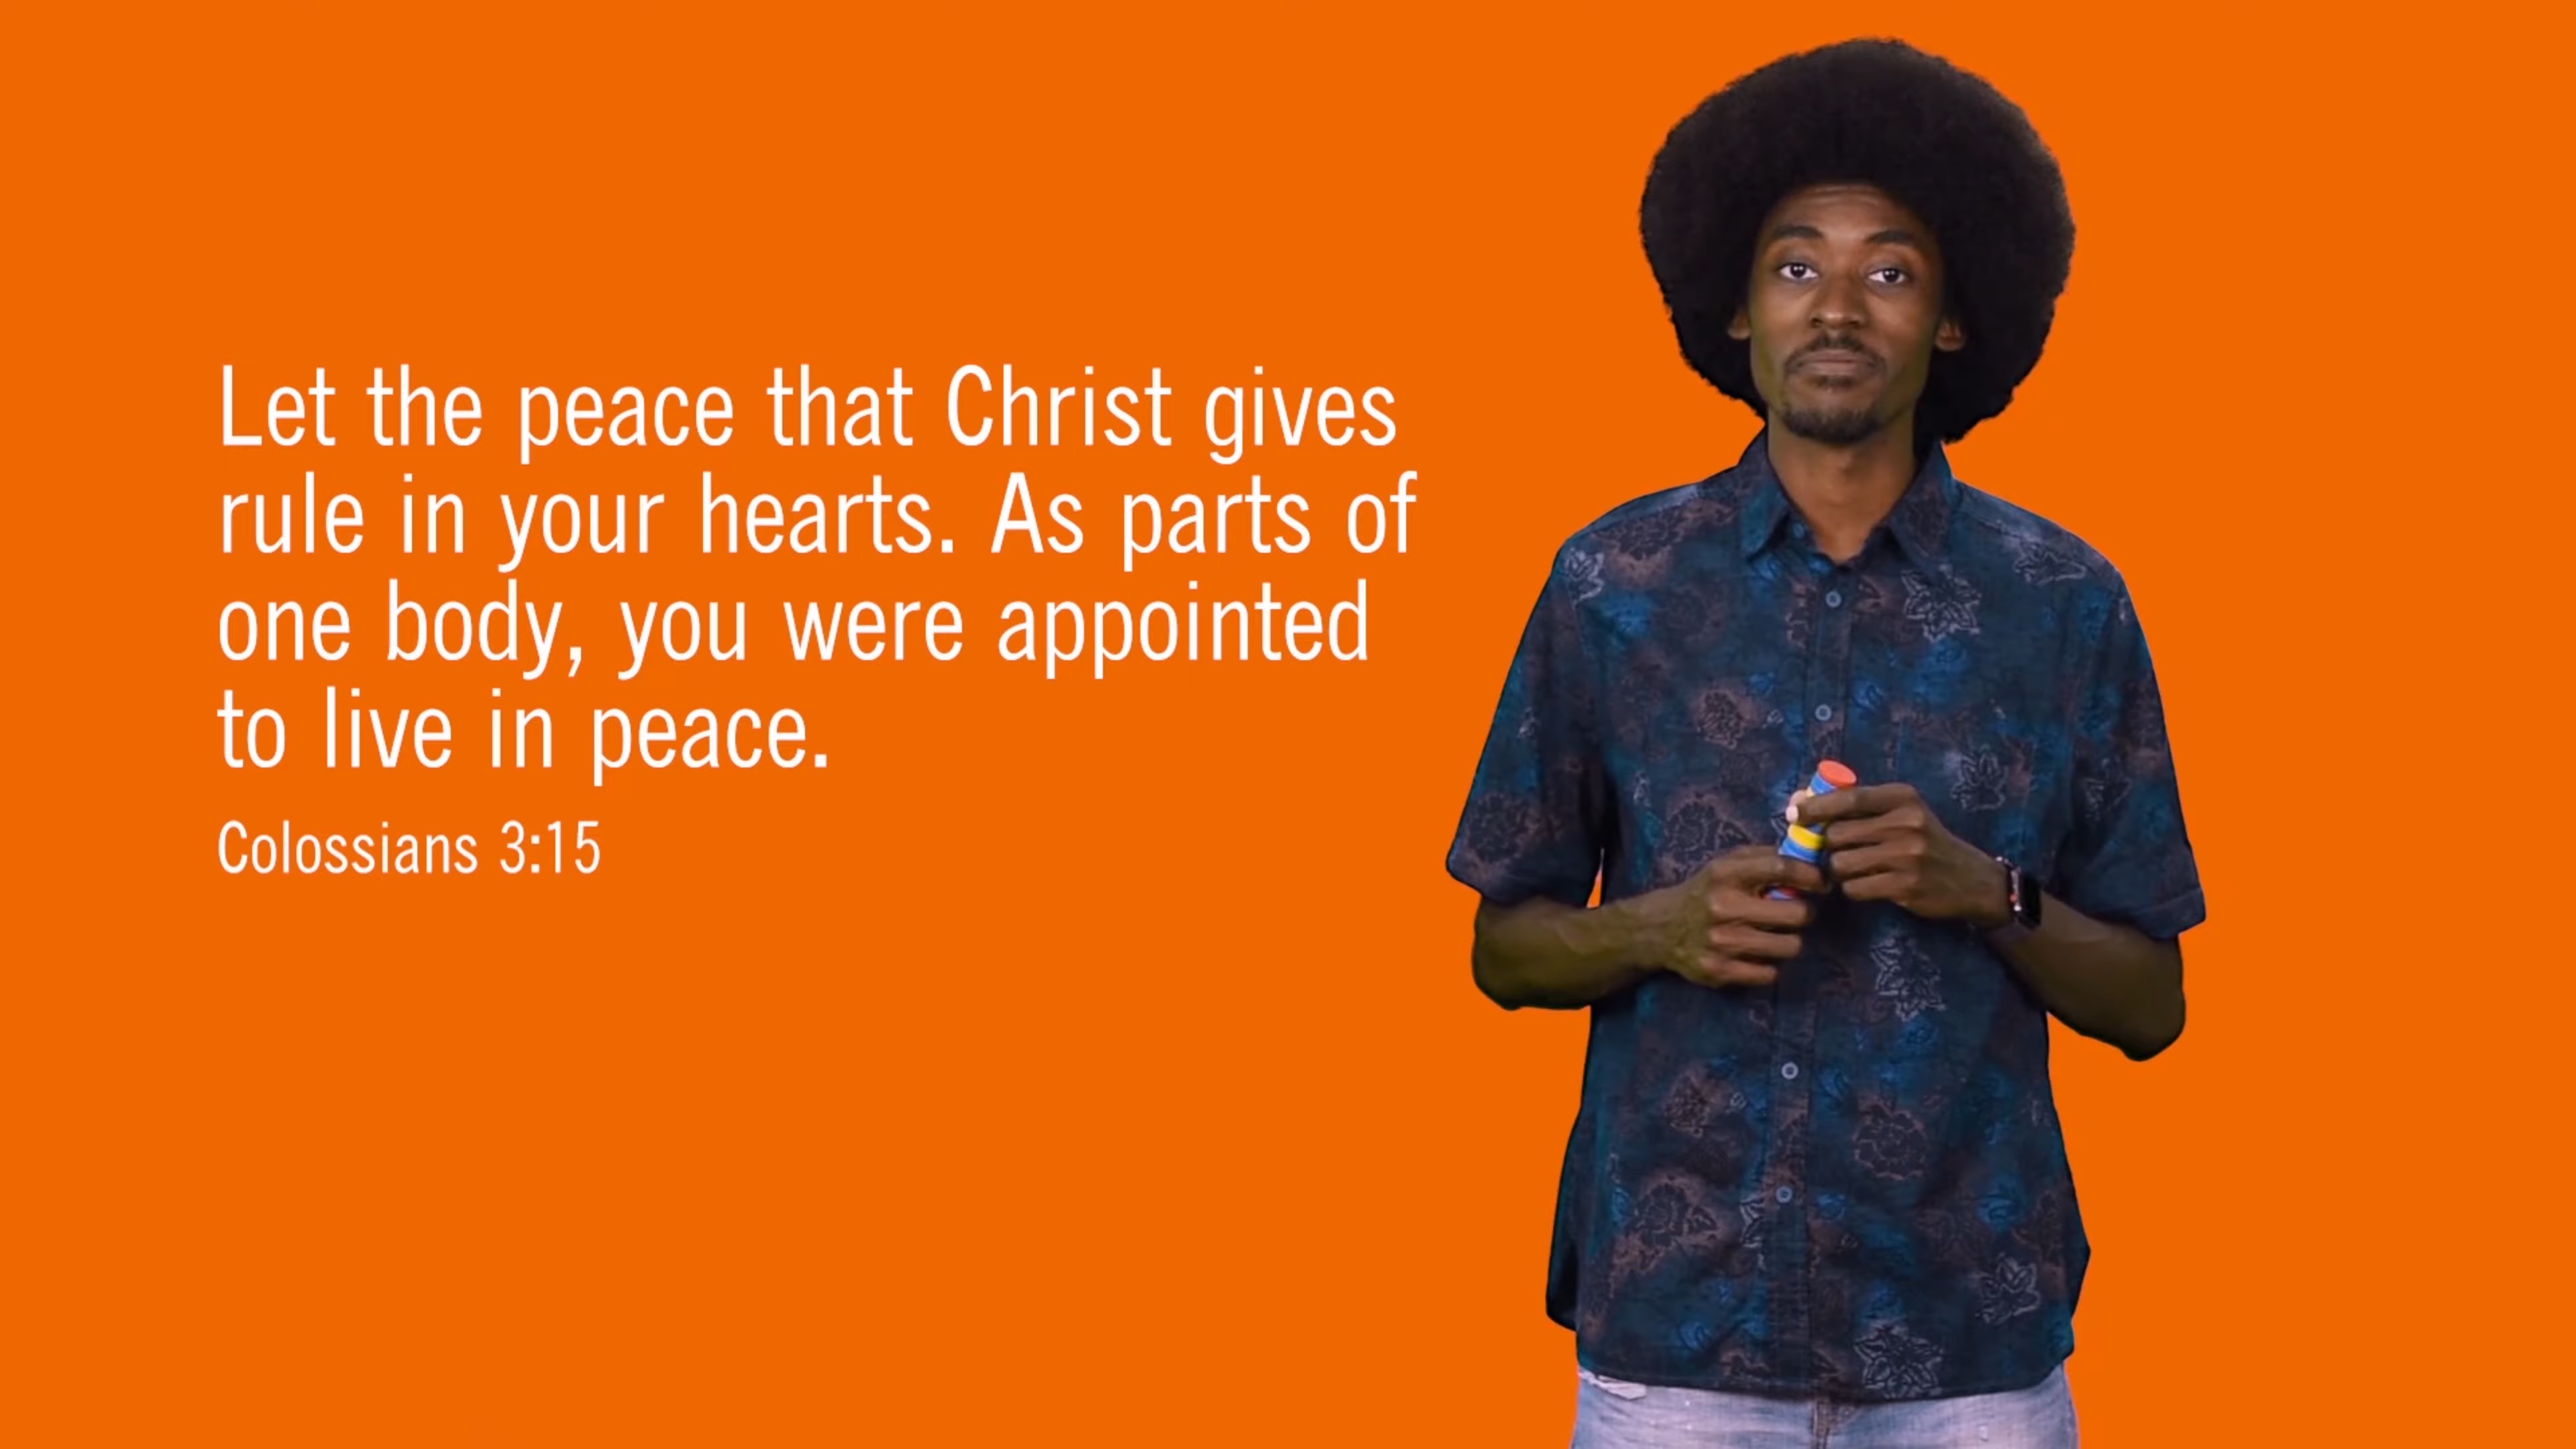 Let the peace that Christ gives
rule in your hearts. As parts of
one body, you were appointed
to live in peace.
Colossians 3:15